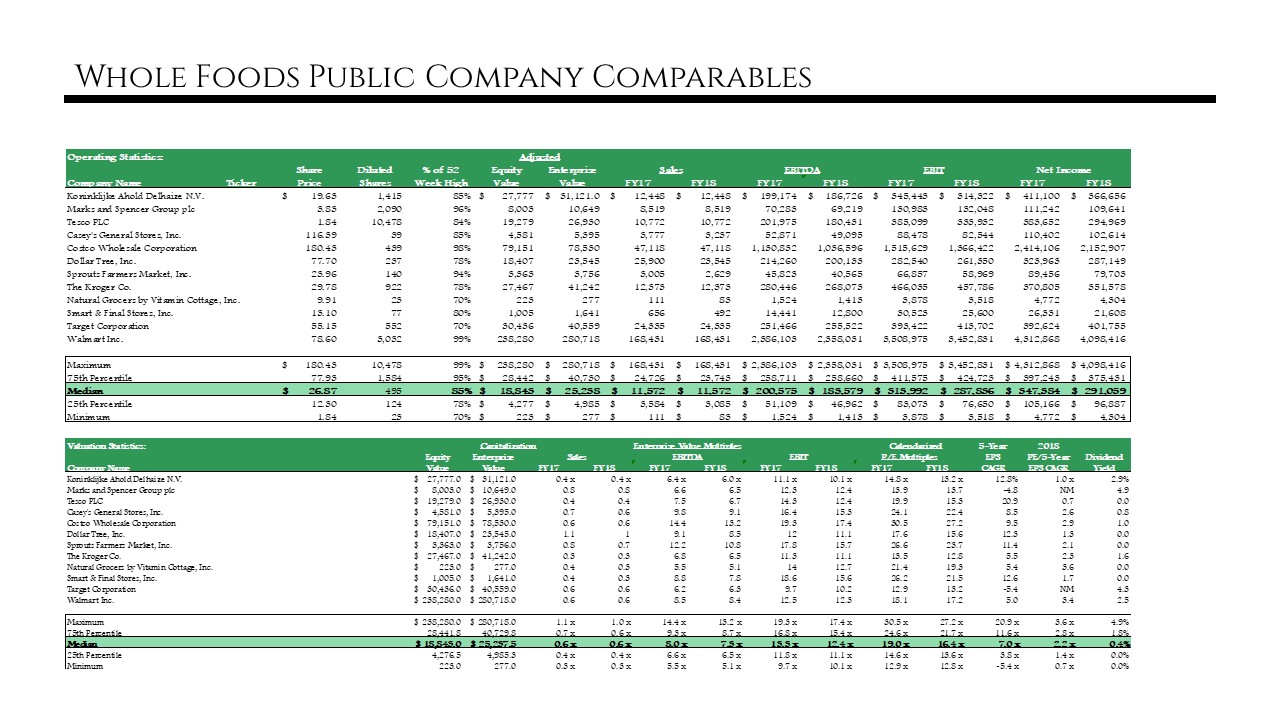 Whole Foods Public Company Comparables
Operating Statistics: Adjusted
Share Diluted % of 52 Equity Enterprise Sales EBITDA EBIT Net Income
Company Name Ticker Price Shares Week High Value Value FY17 FY18 FY17 FY18 FY17 FY18 FY17 FY18
Koninklijke Ahold Delhaize N.V. $ 19.63 1,415 85% $ 27,777 $ 31,121.0 $ 12,448 $ 12,448 $ 199,174 $ 186,726 $ 345,443 $ 314,322 $ 411,100 $ 366,656
Marks and Spencer Group plc 3.83 2,090 96% 8,003 10,649 8,519 8,519 70,283 69,219 130,983 132,048 111,242 109,641
Tesco PLC 1.84 10,478 84% 19,279 26,930 10,772 10,772 201,975 180,431 385,099 333,932 383,652 294,969
Casey's General Stores, Inc. 116.39 39 85% 4,581 5,395 3,777 3,237 52,871 49,095 88,478 82,544 110,402 102,614
Costco Wholesale Corporation 180.43 439 98% 79,151 78,530 47,118 47,118 1,130,832 1,036,596 1,515,629 1,366,422 2,414,106 2,152,907
Dollar Tree, Inc. 77.70 237 78% 18,407 23,545 25,900 23,545 214,260 200,133 282,540 261,350 323,963 287,149
Sprouts Farmers Market, Inc. 23.96 140 94% 3,363 3,756 3,005 2,629 45,823 40,565 66,857 58,969 89,456 79,703
The Kroger Co. 29.78 922 78% 27,467 41,242 12,373 12,373 280,446 268,073 466,035 457,786 370,805 351,578
Natural Grocers by Vitamin Cottage, Inc. 9.91 23 70% 223 277 111 83 1,524 1,413 3,878 3,518 4,772 4,304
Smart & Final Stores, Inc. 13.10 77 80% 1,005 1,641 656 492 14,441 12,800 30,523 25,600 26,331 21,608
Target Corporation 55.15 552 70% 30,436 40,559 24,335 24,335 251,466 255,522 393,422 413,702 392,624 401,755
Walmart Inc. 78.60 3,032 99% 238,280 280,718 168,431 168,431 2,386,103 2,358,031 3,508,975 3,452,831 4,312,868 4,098,416
Maximum $ 180.43 10,478 99% $ 238,280 $ 280,718 $ 168,431 $ 168,431 $ 2,386,103 $ 2,358,031 $ 3,508,975 $ 3,452,831 $ 4,312,868 $ 4,098,416
75th Percentile 77.93 1,584 95% $ 28,442 $ 40,730 $ 24,726 $ 23,743 $ 258,711 $ 258,660 $ 411,575 $ 424,723 $ 397,243 $ 375,431
Median $ 26.87 495 85% $ 18,843 $ 25,238 $ 11,572 $ 11,572 $ 200,575 $ 183,579 $ 315,992 $ 287,836 $ 347,384 $ 291,059
25th Percentile 12.30 124 78% $ 4,277 $ 4,985 $ 3,584 $ 3,085 $ 51,109 $ 46,962 $ 83,073 $ 76,650 $ 105,166 $ 96,887
Minimum 1.84 23 70% $ 223 $ 277 $ 111 $ 83 $ 1,524 $ 1,413 $ 3,878 $ 3,518 $ 4,772 $ 4,304
Valuation Statistics: Capitalization Enterprise Value Multiples Calendarized 5-Year 2018
Equity Enterprise Sales EBITDA EBIT P/E Multiples EPS PE/5-Year Dividend
Company Name Value Value FY17 FY18 FY17 FY18 FY17 FY18 FY17 FY18 CAGR EPS CAGR Yield
Koninklijke Ahold Delhaize N.V. $ 27,777.0 $ 31,121.0 0.4 x 0.4 x 6.4 x 6.0 x 11.1 x 10.1 x 14.8 x 13.2 x 12.8% 1.0 x 2.9%
Marks and Spencer Group plc $ 8,003.0 $ 10,649.0 0.8 0.8 6.6 6.5 12.3 12.4 13.9 13.7 -4.8 NM 4.9
Tesco PLC $ 19,279.0 $ 26,930.0 0.4 0.4 7.5 6.7 14.3 12.4 19.9 15.3 20.9 0.7 0.0
Casey's General Stores, Inc. $ 4,581.0 $ 5,395.0 0.7 0.6 9.8 9.1 16.4 15.3 24.1 22.4 8.5 2.6 0.8
Costco Wholesale Corporation $ 79,151.0 $ 78,530.0 0.6 0.6 14.4 13.2 19.3 17.4 30.5 27.2 9.5 2.9 1.0
Dollar Tree, Inc. $ 18,407.0 $ 23,545.0 1.1 1 9.1 8.5 12 11.1 17.6 15.6 12.3 1.3 0.0
Sprouts Farmers Market, Inc. $ 3,363.0 $ 3,756.0 0.8 0.7 12.2 10.8 17.8 15.7 26.6 23.7 11.4 2.1 0.0
The Kroger Co. $ 27,467.0 $ 41,242.0 0.3 0.3 6.8 6.5 11.3 11.1 13.5 12.8 5.5 2.3 1.6
Natural Grocers by Vitamin Cottage, Inc. $ 223.0 $ 277.0 0.4 0.3 5.5 5.1 14 12.7 21.4 19.3 5.4 3.6 0.0
Smart & Final Stores, Inc. $ 1,005.0 $ 1,641.0 0.4 0.3 8.8 7.8 18.6 15.6 26.2 21.5 12.6 1.7 0.0
Target Corporation $ 30,436.0 $ 40,559.0 0.6 0.6 6.2 6.3 9.7 10.2 12.9 13.2 -5.4 NM 4.3
Walmart Inc. $ 238,280.0 $ 280,718.0 0.6 0.6 8.5 8.4 12.5 12.3 18.1 17.2 5.0 3.4 2.5
Maximum $ 238,280.0 $ 280,718.0 1.1 x 1.0 x 14.4 x 13.2 x 19.3 x 17.4 x 30.5 x 27.2 x 20.9% 3.6 x 4.9%
75th Percentile 28,441.8 40,729.8 0.7 x 0.6 x 9.3 x 8.7 x 16.8 x 15.4 x 24.6 x 21.7 x 11.6% 2.8 x 1.8%
Median $ 18,843.0 $ 25,237.5 0.6 x 0.6 x 8.0 x 7.3 x 13.3 x 12.4 x 19.0 x 16.4 x 7.0% 2.2 x 0.4%
25th Percentile 4,276.5 4,985.3 0.4 x 0.4 x 6.6 x 6.5 x 11.8 x 11.1 x 14.6 x 13.6 x 3.8% 1.4 x 0.0%
Minimum 223.0 277.0 0.3 x 0.3 x 5.5 x 5.1 x 9.7 x 10.1 x 12.9 x 12.8 x -5.4% 0.7 x 0.0%